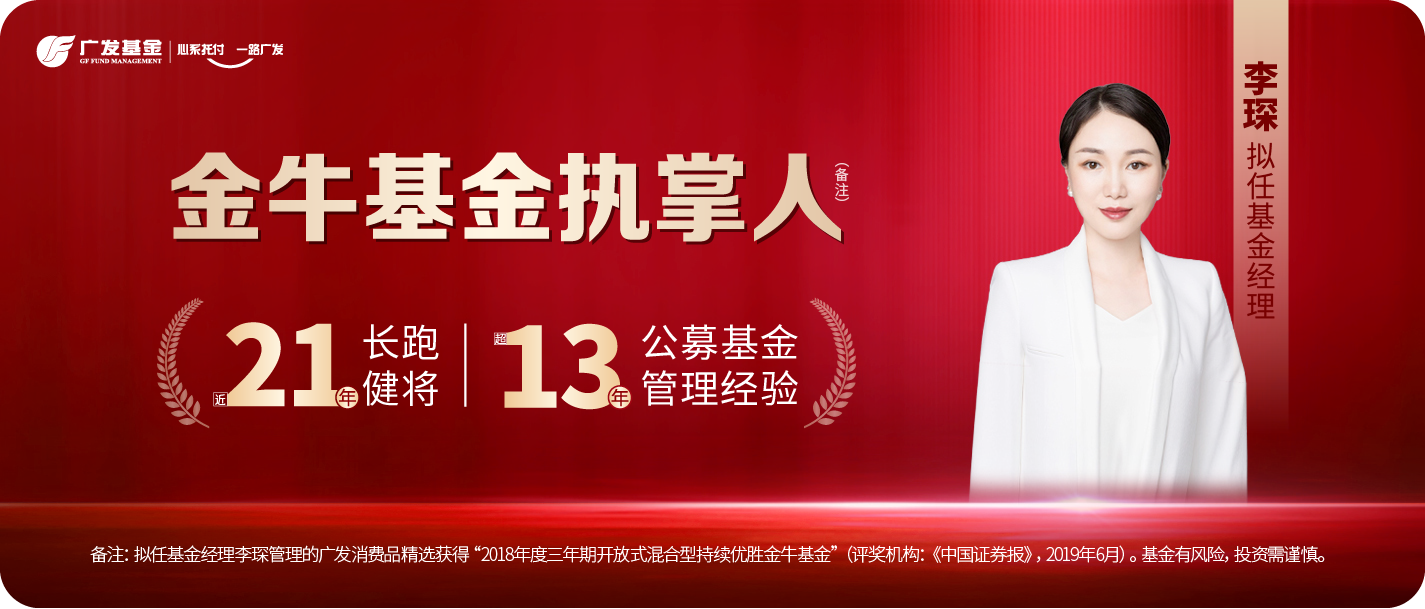 广发基金
GF FUND MANAGEMENT
心系托付 一路广发
金牛基金执掌人(备注)
近21年 长跑健将
超13年 公募基金管理经验
李琛 拟任基金经理
备注：拟任基金经理李琛管理的广发消费品精选获得“2018年度三年期开放式混合型持续优胜金牛基金”（评奖机构：《中国证券报》，2019年6月）。基金有风险，投资需谨慎。